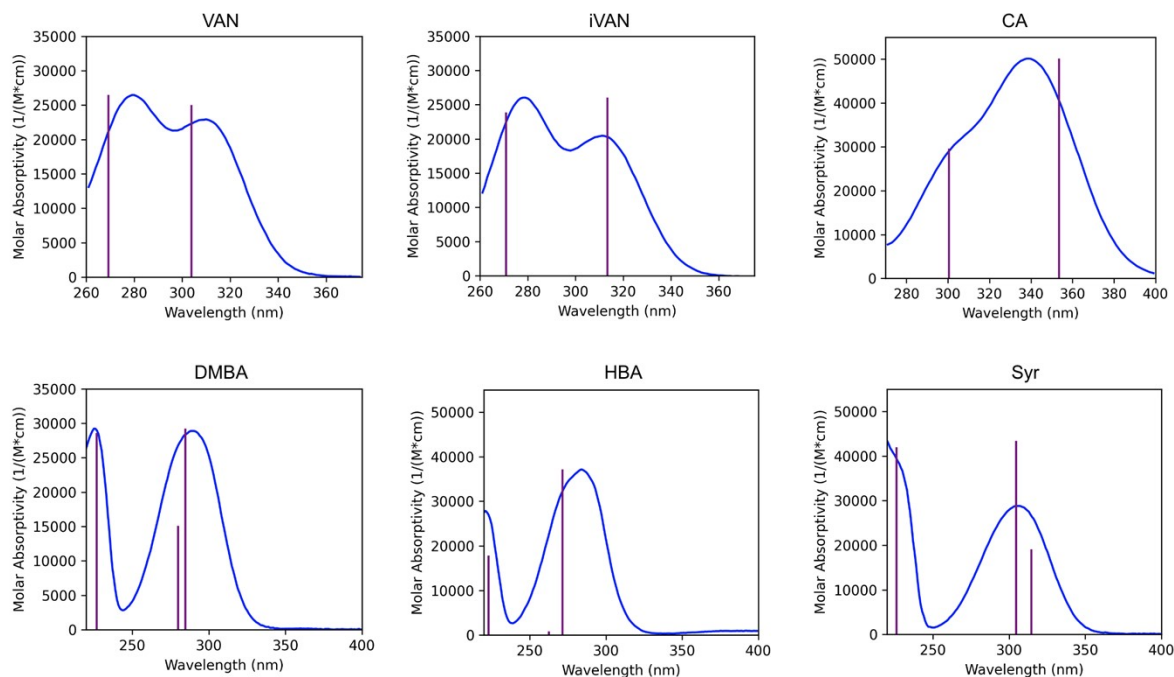 VAN
35000
30000
25000
20000
15000
10000
5000
0
Molar Absorptivity (1/(M*cm))
260 280 300 320 340 360
Wavelength (nm)
iVAN
35000
30000
25000
20000
15000
10000
5000
0
Molar Absorptivity (1/(M*cm))
260 280 300 320 340 360
Wavelength (nm)
CA
50000
40000
30000
20000
10000
0
Molar Absorptivity (1/(M*cm))
280 300 320 340 360 380 400
Wavelength (nm)
DMBA
35000
30000
25000
20000
15000
10000
5000
0
Molar Absorptivity (1/(M*cm))
250 300 350 400
Wavelength (nm)
HBA
50000
40000
30000
20000
10000
0
Molar Absorptivity (1/(M*cm))
250 300 350 400
Wavelength (nm)
Syr
50000
40000
30000
20000
10000
0
Molar Absorptivity (1/(M*cm))
250 300 350 400
Wavelength (nm)